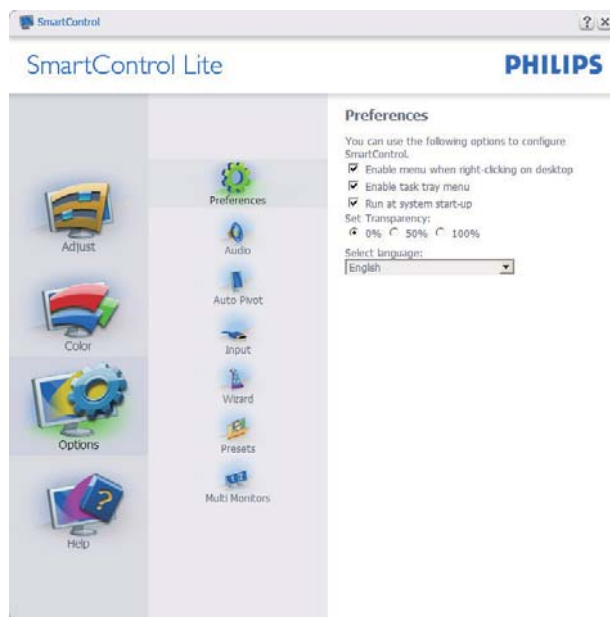 SmartControl
SmartControl Lite
PHILIPS
Adjust
Color
Options
Help
Preferences
Audio
Auto Pivot
Input
Wizard
Presets
Multi Monitors
Preferences
You can use the following options to configure
SmartControl.
Enable menu when right-clicking on desktop
Enable task tray menu
Run at system start-up
Set Transparency:
0% 50% 100%
Select language:
English